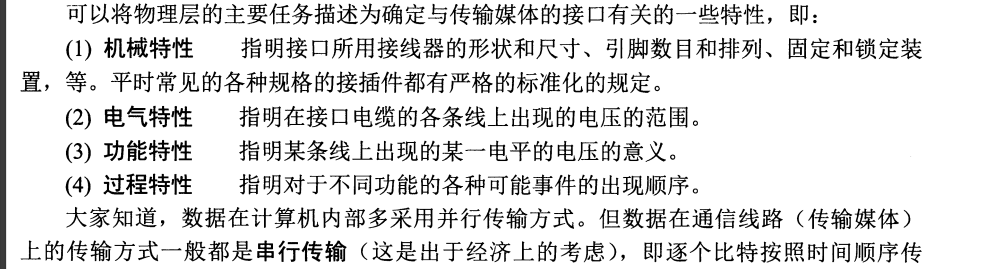 可以将物理层的主要任务描述为确定与传输媒体的接口有关的一些特性，即：
(1) 机械特性　　指明接口所用接线器的形状和尺寸、引脚数目和排列、固定和锁定装
置，等。平时常见的各种规格的接插件都有严格的标准化的规定。
(2) 电气特性　　指明在接口电缆的各条线上出现的电压的范围。
(3) 功能特性　　指明某条线上出现的某一电平的电压的意义。
(4) 过程特性　　指明对于不同功能的各种可能事件的出现顺序。
大家知道，数据在计算机内部多采用并行传输方式。但数据在通信线路（传输媒体）
上的传输方式一般都是串行传输（这是出于经济上的考虑），即逐个比特按照时间顺序传